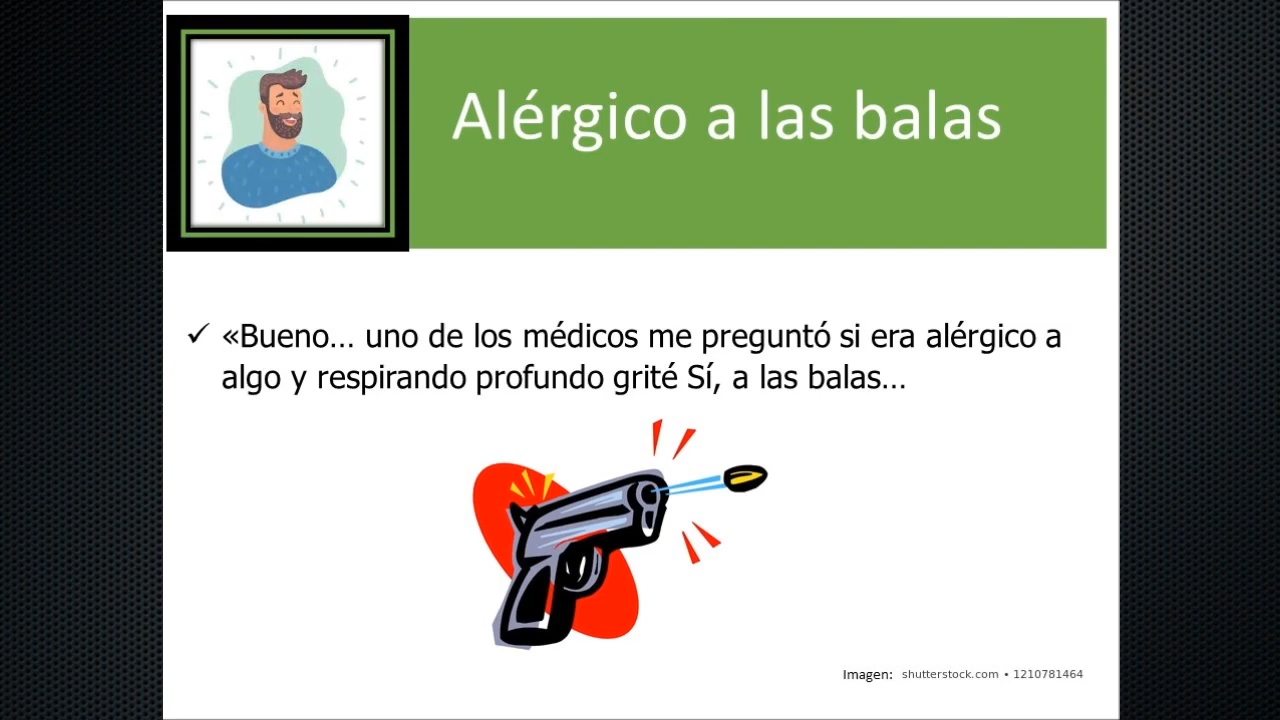 Alérgico a las balas
✓ «Bueno... uno de los médicos me preguntó si era alérgico a
algo y respirando profundo grité Sí, a las balas...
Imagen: shutterstock.com • 1210781464